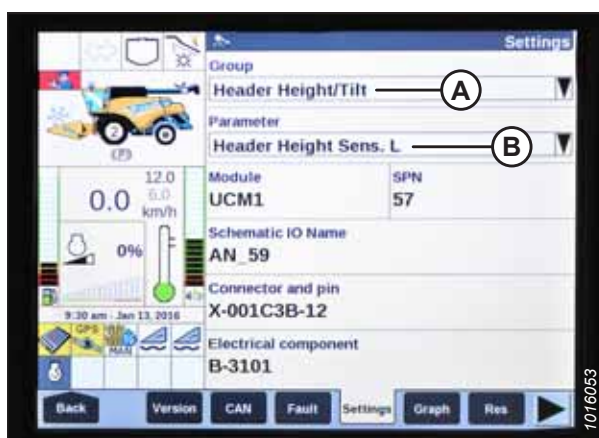 Settings
Group
Header Height/Tilt
A
Parameter
Header Height Sens. L
B
Module
SPN
UCM1
57
Schematic IO Name
AN_59
Connector and pin
X-001C3B-12
Electrical component
B-3101
2
(F)
12.0
6.0
0.0 km/h
0%
9:30 am - Jan 13, 2016
GPS
MAN
Back
Version
CAN
Fault
Settings
Graph
Res
1016053